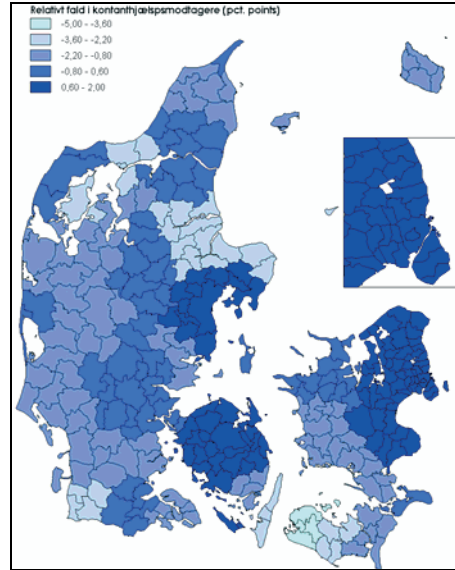 Relativt fald i kontanthjælpsmodtagere (pct. points)
-5,00 - -3,60
-3,60 - -2,20
-2,20 - -0,80
-0,80 - 0,60
0,60 - 2,00